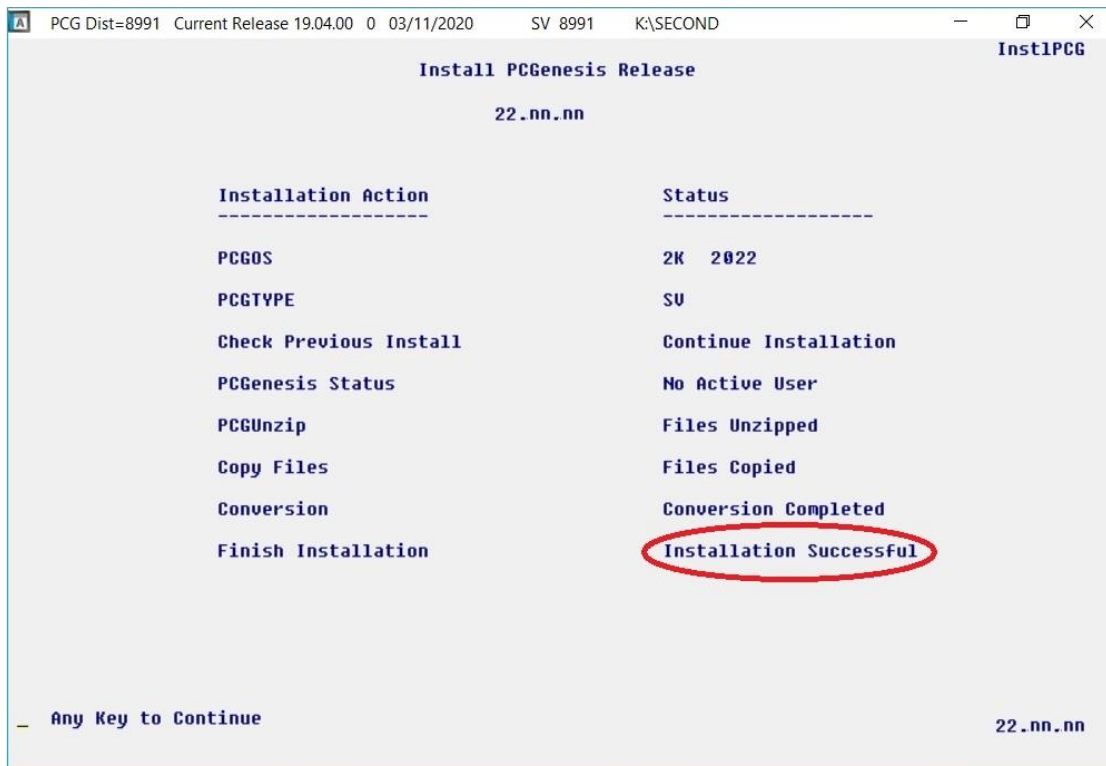 PCG Dist=8991 Current Release 19.04.00 0 03/11/2020 SV 8991 K:\SECOND
InstlPCG
Install PCGenesis Release
22.nn.nn
Installation Action Status
------------------- -------------------
PCGOS 2K 2022
PCGTYPE SV
Check Previous Install Continue Installation
PCGenesis Status No Active User
PCGUnzip Files Unzipped
Copy Files Files Copied
Conversion Conversion Completed
Finish Installation Installation Successful
_ Any Key to Continue
22.nn.nn